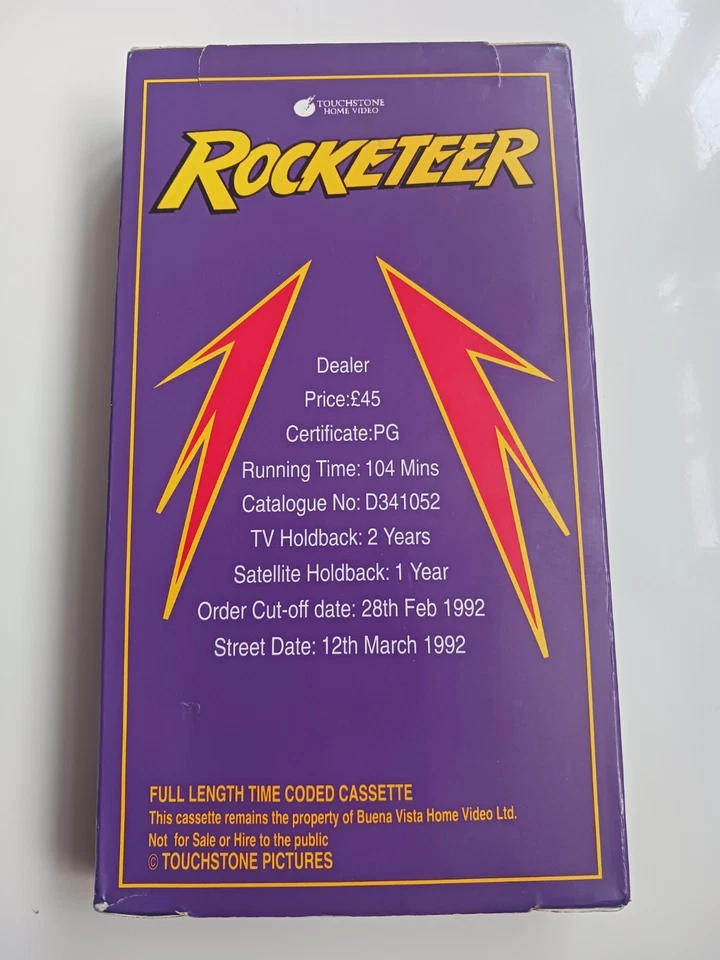 TOUCHSTONE
HOME VIDEO
ROCKETEER
Dealer
Price:£45
Certificate:PG
Running Time: 104 Mins
Catalogue No: D341052
TV Holdback: 2 Years
Satellite Holdback: 1 Year
Order Cut-off date: 28th Feb 1992
Street Date: 12th March 1992
FULL LENGTH TIME CODED CASSETTE
This cassette remains the property of Buena Vista Home Video Ltd.
Not for Sale or Hire to the public
© TOUCHSTONE PICTURES